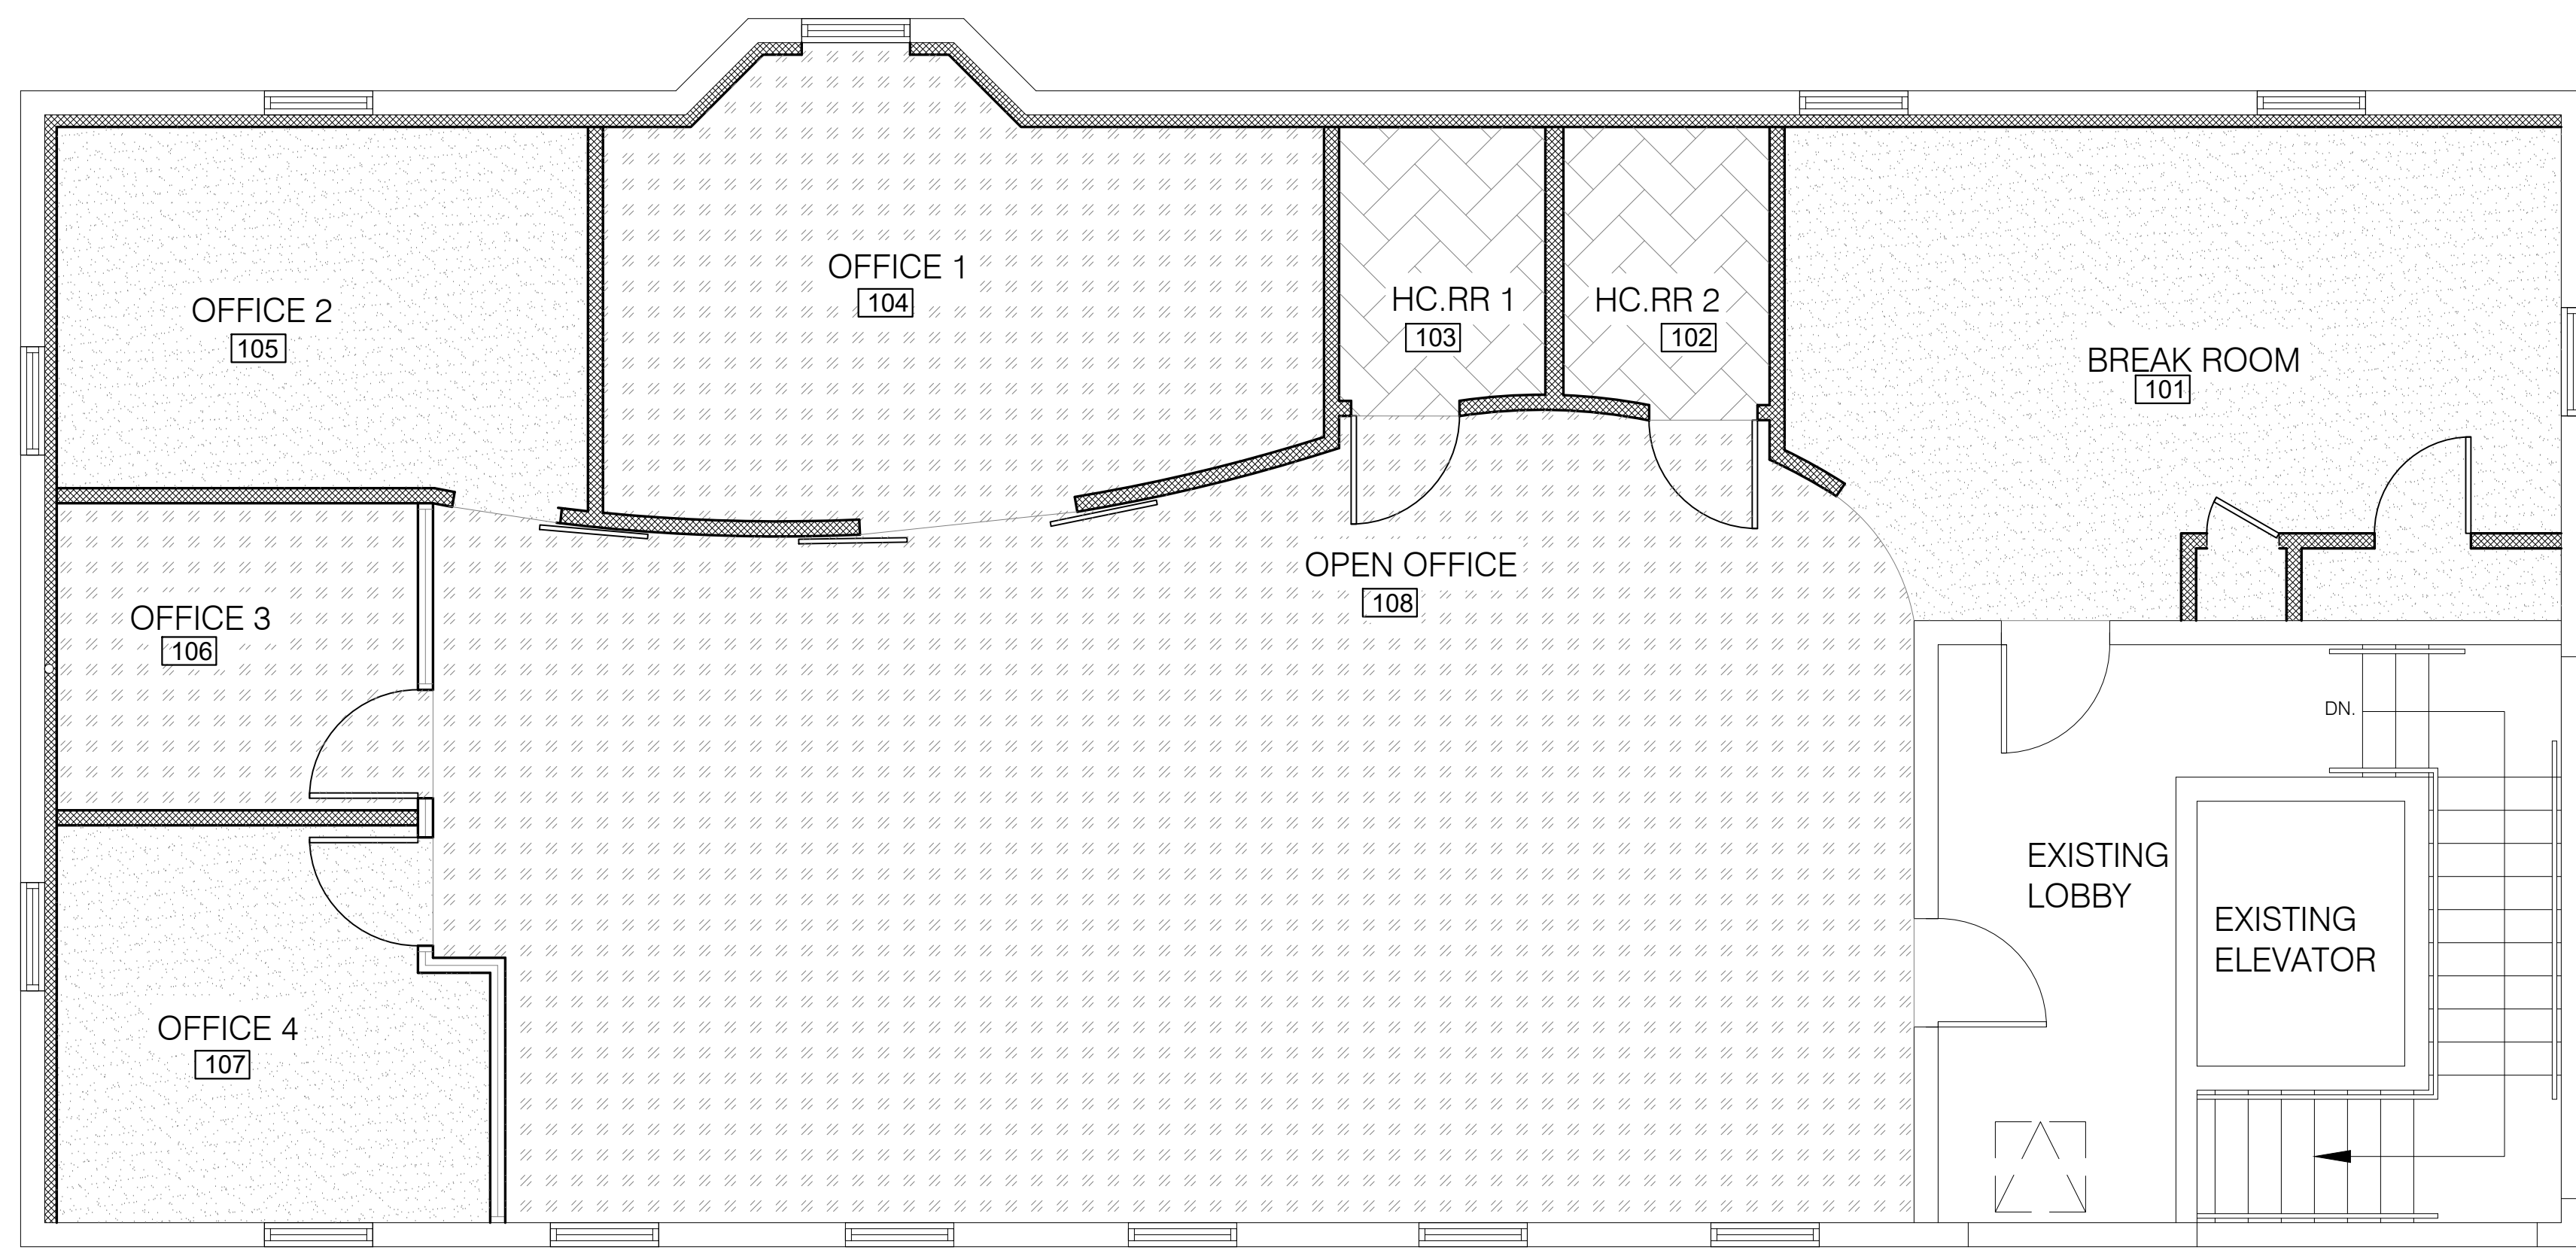 OFFICE 1
104
HC.RR 1
103
HC.RR 2
102
OFFICE 2
105
BREAK ROOM
101
OPEN OFFICE
108
OFFICE 3
106
DN.
EXISTING
LOBBY
EXISTING
ELEVATOR
OFFICE 4
107